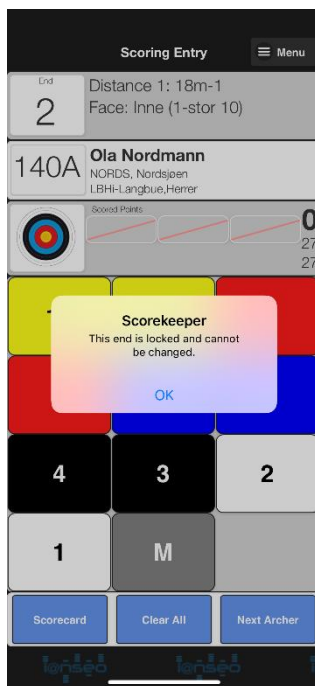 Scoring Entry
Menu
End
2
Distance 1: 18m-1
Face: Inne (1-stor 10)
140A
Ola Nordmann
NORDS, Nordsjøen
LBHi-Langbue,Herrer
Scored Points
0
27
27
Scorekeeper
This end is locked and cannot
be changed.
OK
4
3
2
1
M
Scorecard
Clear All
Next Archer
i@nseo
i@nseo